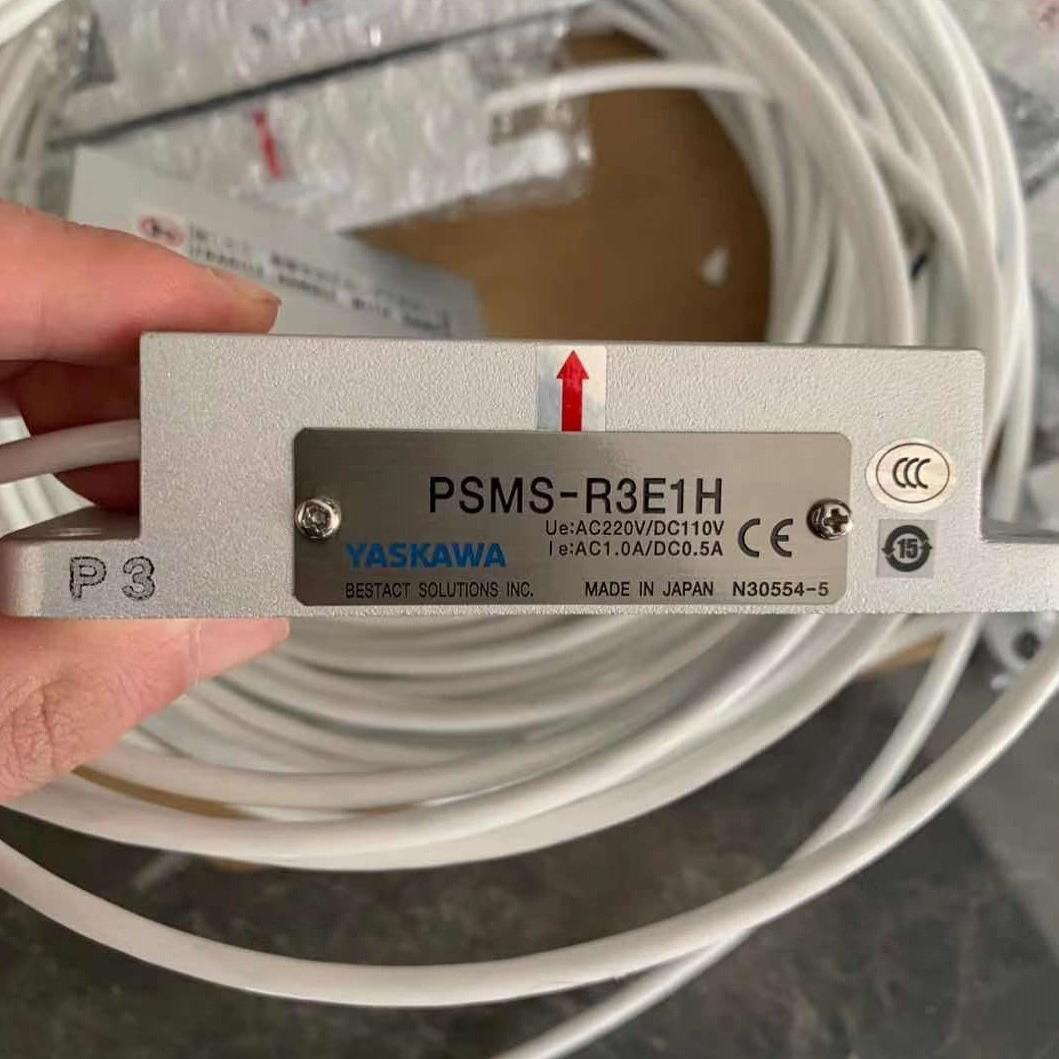 PSMS-R3E1H
Ue:AC220V/DC110V
Ie:AC1.0A/DC0.5A
CE
YASKAWA
BESTACT SOLUTIONS INC. MADE IN JAPAN N30554-5
CCC
15
P3